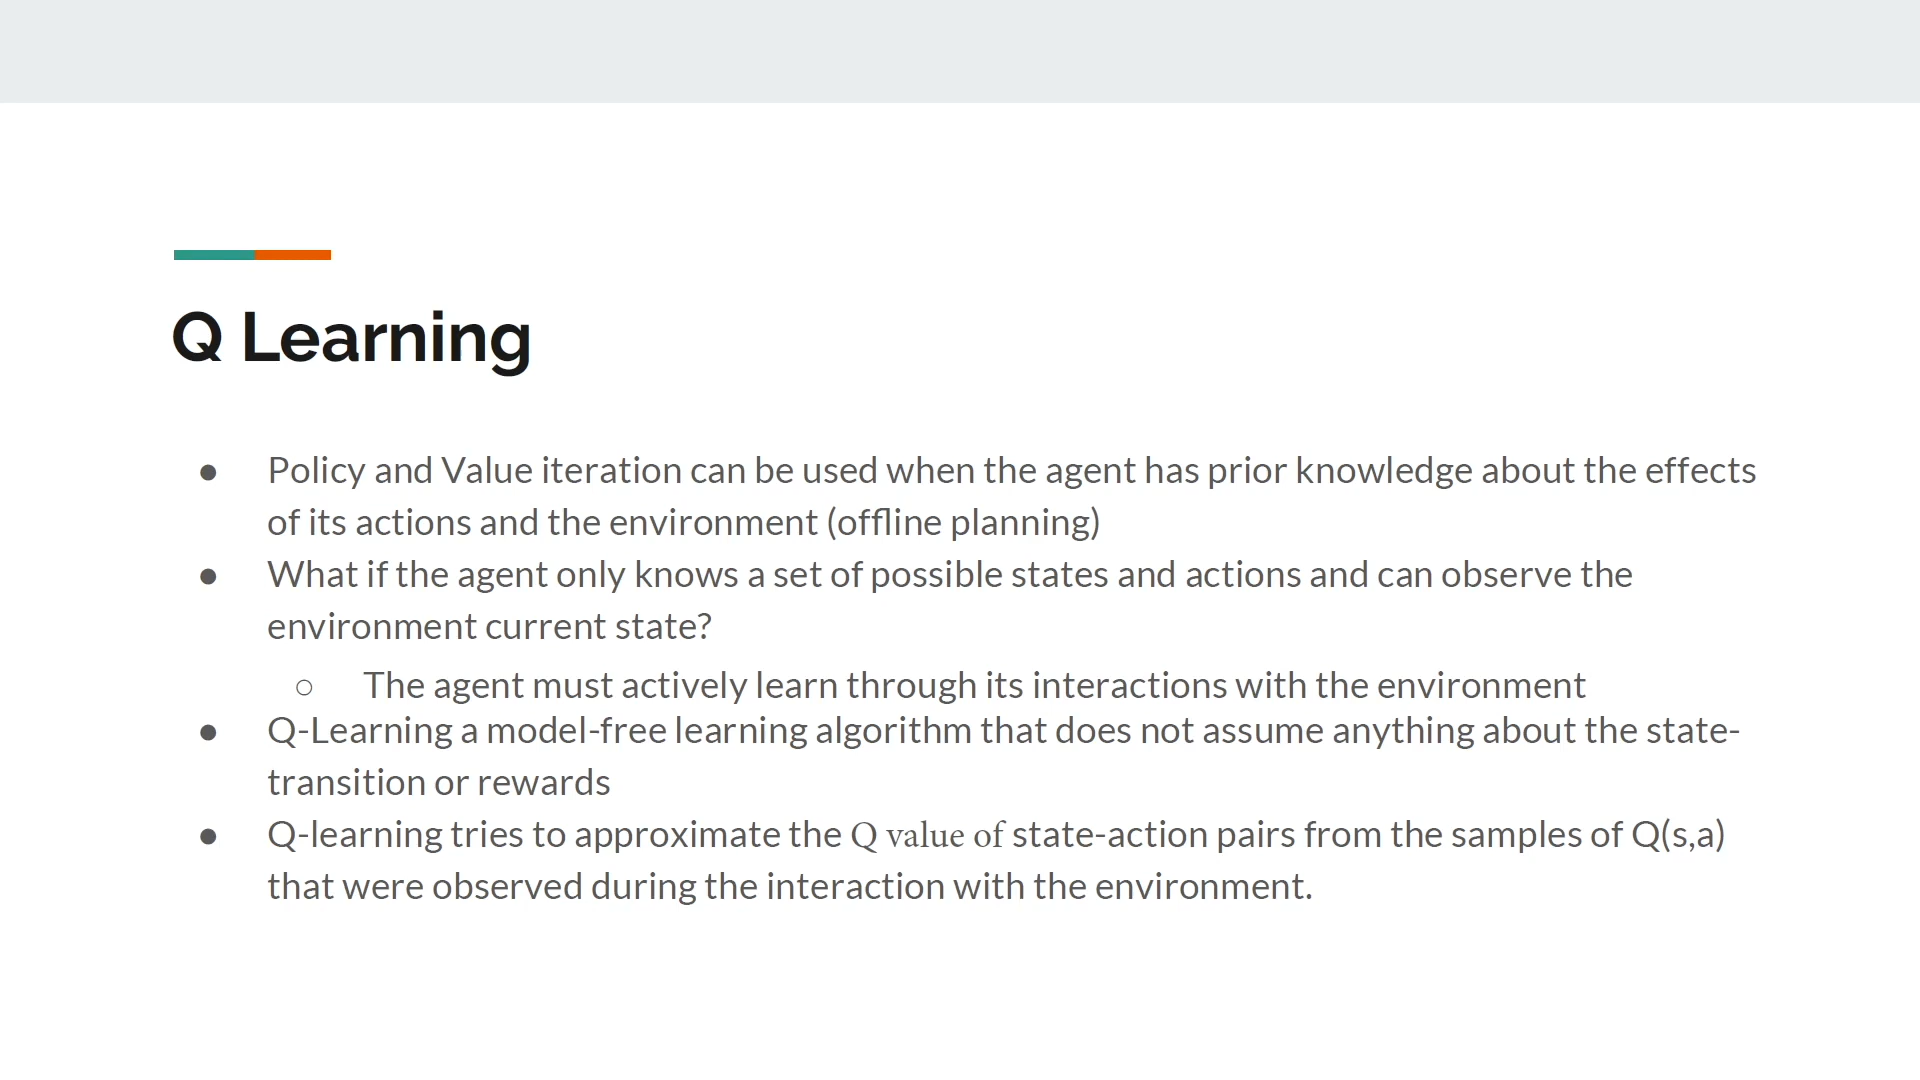 Q Learning
● Policy and Value iteration can be used when the agent has prior knowledge about the effects
of its actions and the environment (offline planning)
● What if the agent only knows a set of possible states and actions and can observe the
environment current state?
○ The agent must actively learn through its interactions with the environment
● Q-Learning a model-free learning algorithm that does not assume anything about the state-
transition or rewards
● Q-learning tries to approximate the Q value of state-action pairs from the samples of Q(s,a)
that were observed during the interaction with the environment.